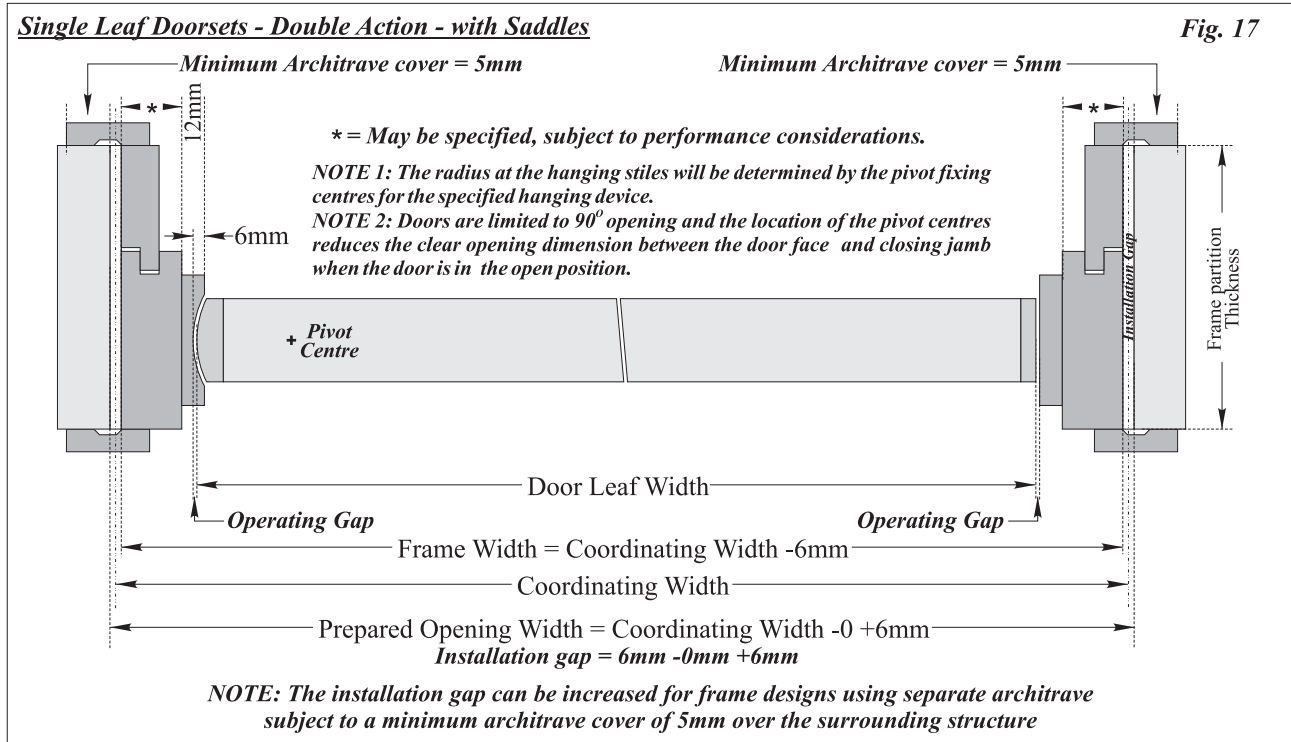 Single Leaf Doorsets - Double Action - with Saddles
Fig. 17
Minimum Architrave cover = 5mm
Minimum Architrave cover = 5mm
*
12mm
*
* = May be specified, subject to performance considerations.
NOTE 1: The radius at the hanging stiles will be determined by the pivot fixing
centres for the specified hanging device.
NOTE 2: Doors are limited to 90° opening and the location of the pivot centres
reduces the clear opening dimension between the door face and closing jamb
when the door is in the open position.
6mm
Installation Gap
Frame partition
Thickness
+ Pivot
Centre
Door Leaf Width
Operating Gap
Operating Gap
Frame Width = Coordinating Width -6mm
Coordinating Width
Prepared Opening Width = Coordinating Width -0 +6mm
Installation gap = 6mm -0mm +6mm
NOTE: The installation gap can be increased for frame designs using separate architrave
subject to a minimum architrave cover of 5mm over the surrounding structure